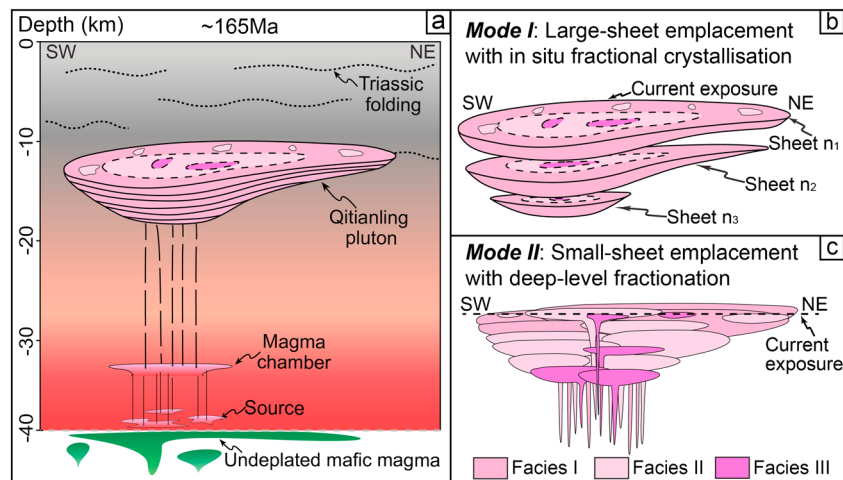 Depth (km)
~165Ma
a
0
SW
NE
Triassic
folding
-10
Qitianling
pluton
-20
-30
Magma
chamber
Source
-40
Undeplated mafic magma
Mode I: Large-sheet emplacement
with in situ fractional crystallisation
b
Current exposure
SW
NE
Sheet n1
Sheet n2
Sheet n3
c
Mode II: Small-sheet emplacement
with deep-level fractionation
SW
NE
Current
exposure
Facies I
Facies II
Facies III